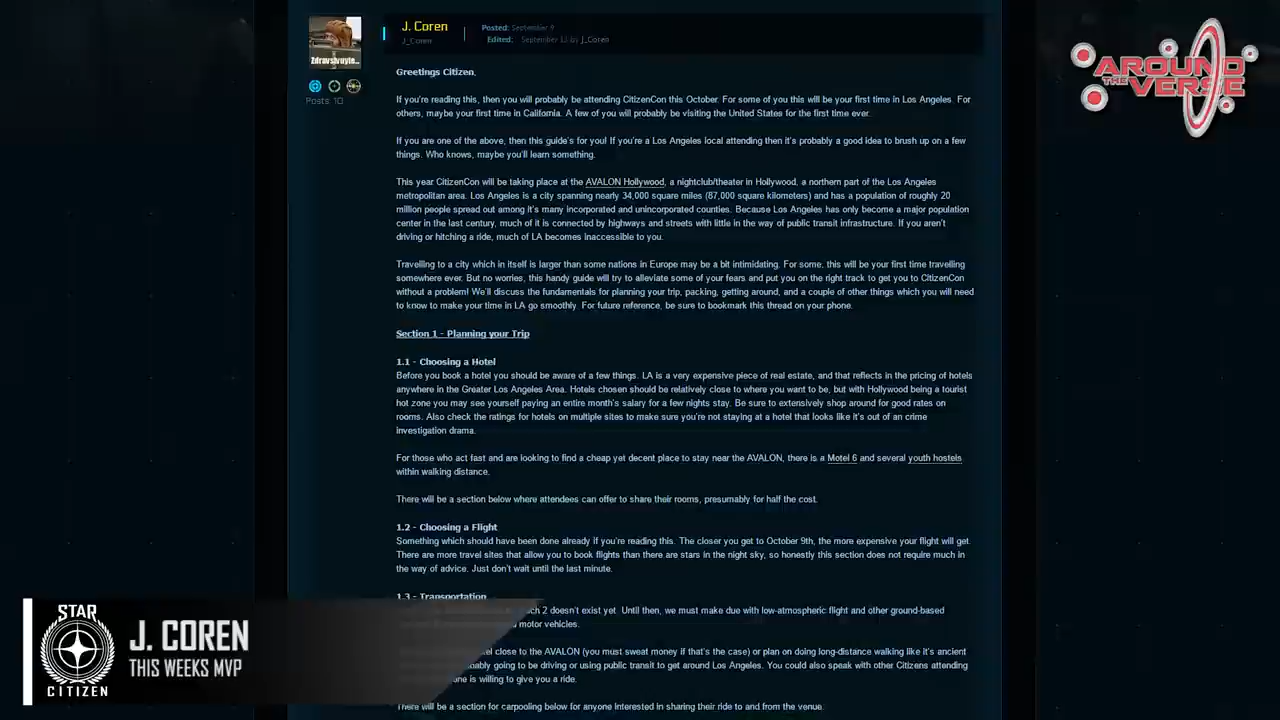 J. Coren
J_Coren
Posted: September 9
Edited: September 13 by J_Coren
Zdravstvuyte...
Posts: 10
AROUND
THE VERSE
Greetings Citizen,
If you're reading this, then you will probably be attending CitizenCon this October. For some of you this will be your first time in Los Angeles. For
others, maybe your first time in California. A few of you will probably be visiting the United States for the first time ever.
If you are one of the above, then this guide's for you! If you're a Los Angeles local attending then it's probably a good idea to brush up on a few
things. Who knows, maybe you'll learn something.
This year CitizenCon will be taking place at the AVALON Hollywood, a nightclub/theater in Hollywood, a northern part of the Los Angeles
metropolitan area. Los Angeles is a city spanning nearly 34,000 square miles (87,000 square kilometers) and has a population of roughly 20
million people spread out among it's many incorporated and unincorporated counties. Because Los Angeles has only become a major population
center in the last century, much of it is connected by highways and streets with little in the way of public transit infrastructure. If you aren't
driving or hitching a ride, much of LA becomes inaccessible to you.
Travelling to a city which in itself is larger than some nations in Europe may be a bit intimidating. For some, this will be your first time travelling
somewhere ever. But no worries, this handy guide will try to alleviate some of your fears and put you on the right track to get you to CitizenCon
without a problem! We'll discuss the fundamentals for planning your trip, packing, getting around, and a couple of other things which you will need
to know to make your time in LA go smoothly. For future reference, be sure to bookmark this thread on your phone.
Section 1 - Planning your Trip
1.1 - Choosing a Hotel
Before you book a hotel you should be aware of a few things. LA is a very expensive piece of real estate, and that reflects in the pricing of hotels
anywhere in the Greater Los Angeles Area. Hotels chosen should be relatively close to where you want to be, but with Hollywood being a tourist
hot zone you may see yourself paying an entire month's salary for a few nights stay. Be sure to extensively shop around for good rates on
rooms. Also check the ratings for hotels on multiple sites to make sure you're not staying at a hotel that looks like it's out of an crime
investigation drama.
For those who act fast and are looking to find a cheap yet decent place to stay near the AVALON, there is a Motel 6 and several youth hostels
within walking distance.
There will be a section below where attendees can offer to share their rooms, presumably for half the cost.
1.2 - Choosing a Flight
Something which should have been done already if you're reading this. The closer you get to October 9th, the more expensive your flight will get.
There are more travel sites that allow you to book flights than there are stars in the night sky, so honestly this section does not require much in
the way of advice. Just don't wait until the last minute.
1.3 - Transportation
2 doesn't exist yet. Until then, we must make due with low-atmospheric flight and other ground-based
motor vehicles.
close to the AVALON (you must sweat money if that's the case) or plan on doing long-distance walking like it's ancient
going to be driving or using public transit to get around Los Angeles. You could also speak with other Citizens attending
is willing to give you a ride.
There will be a section for carpooling below for anyone interested in sharing their ride to and from the venue.
STAR
CITIZEN
J. COREN
THIS WEEKS MVP